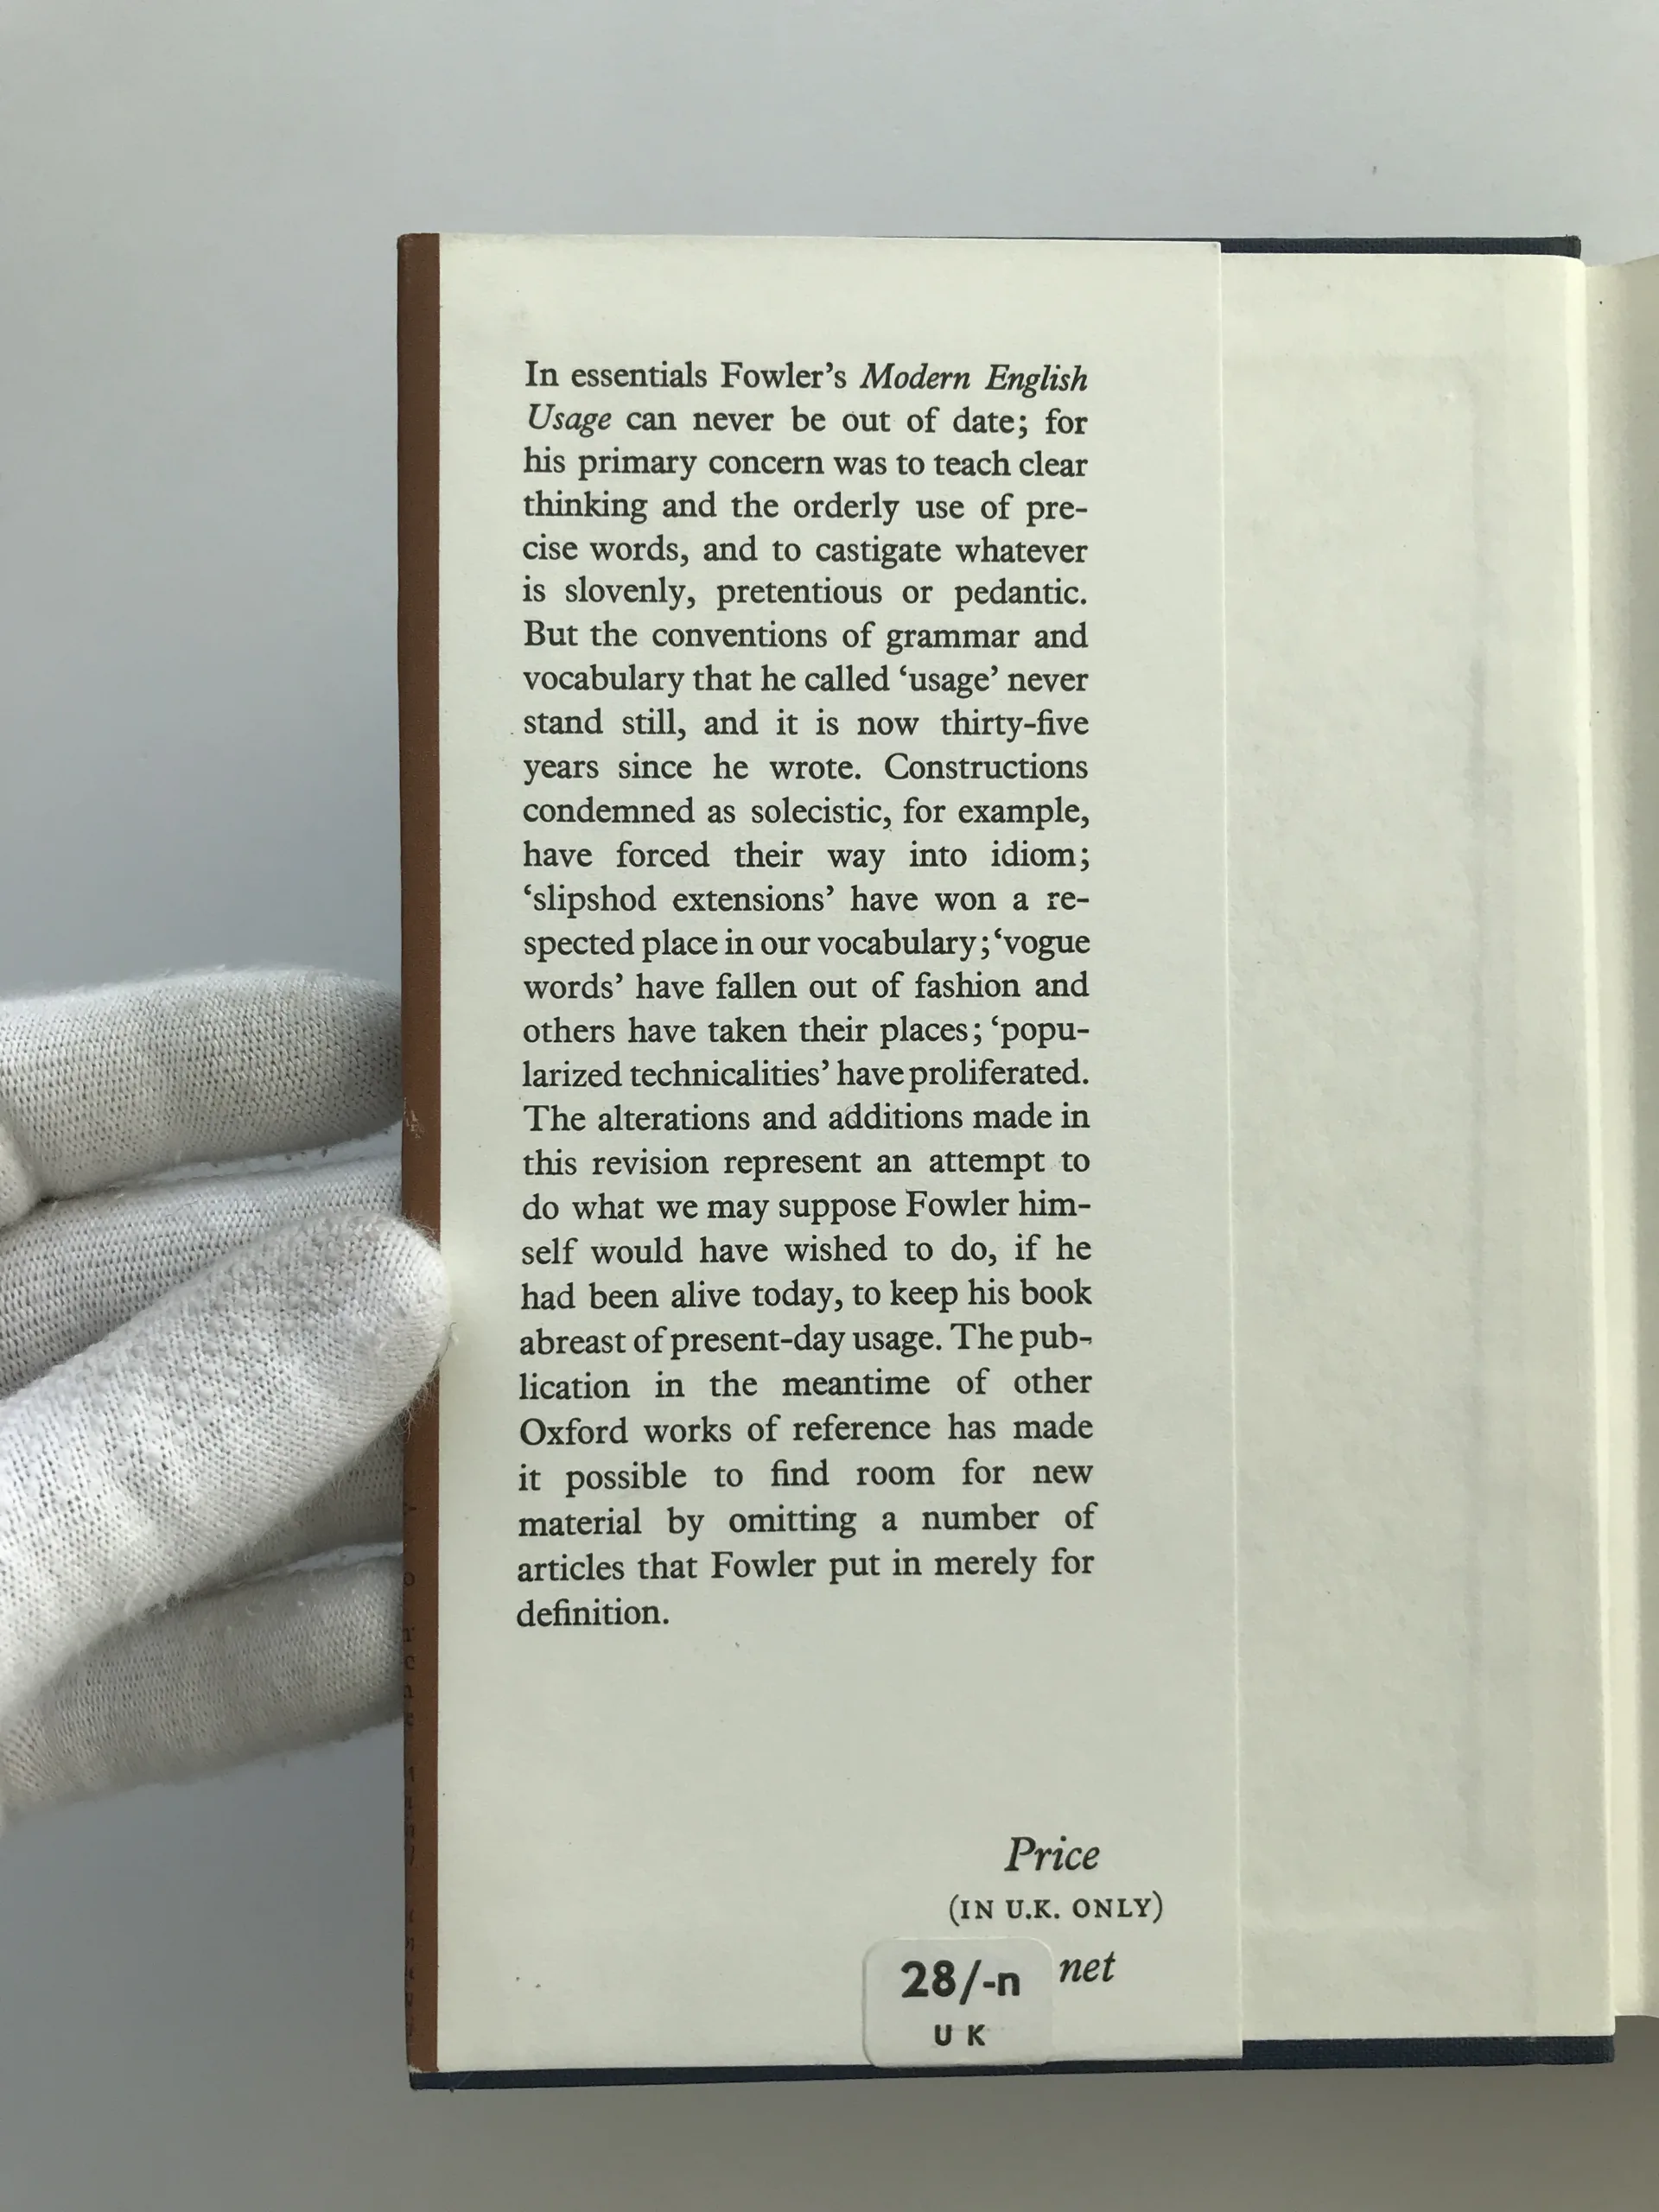 In essentials Fowler’s Modern English
Usage can never be out of date; for
his primary concern was to teach clear
thinking and the orderly use of pre-
cise words, and to castigate whatever
is slovenly, pretentious or pedantic.
But the conventions of grammar and
vocabulary that he called ‘usage’ never
stand still, and it is now thirty-five
years since he wrote. Constructions
condemned as solecistic, for example,
have forced their way into idiom;
‘slipshod extensions’ have won a re-
spected place in our vocabulary; ‘vogue
words’ have fallen out of fashion and
others have taken their places; ‘popu-
larized technicalities’ have proliferated.
The alterations and additions made in
this revision represent an attempt to
do what we may suppose Fowler him-
self would have wished to do, if he
had been alive today, to keep his book
abreast of present-day usage. The pub-
lication in the meantime of other
Oxford works of reference has made
it possible to find room for new
material by omitting a number of
articles that Fowler put in merely for
definition.
Price
(IN U.K. ONLY)
28/-n net
U K